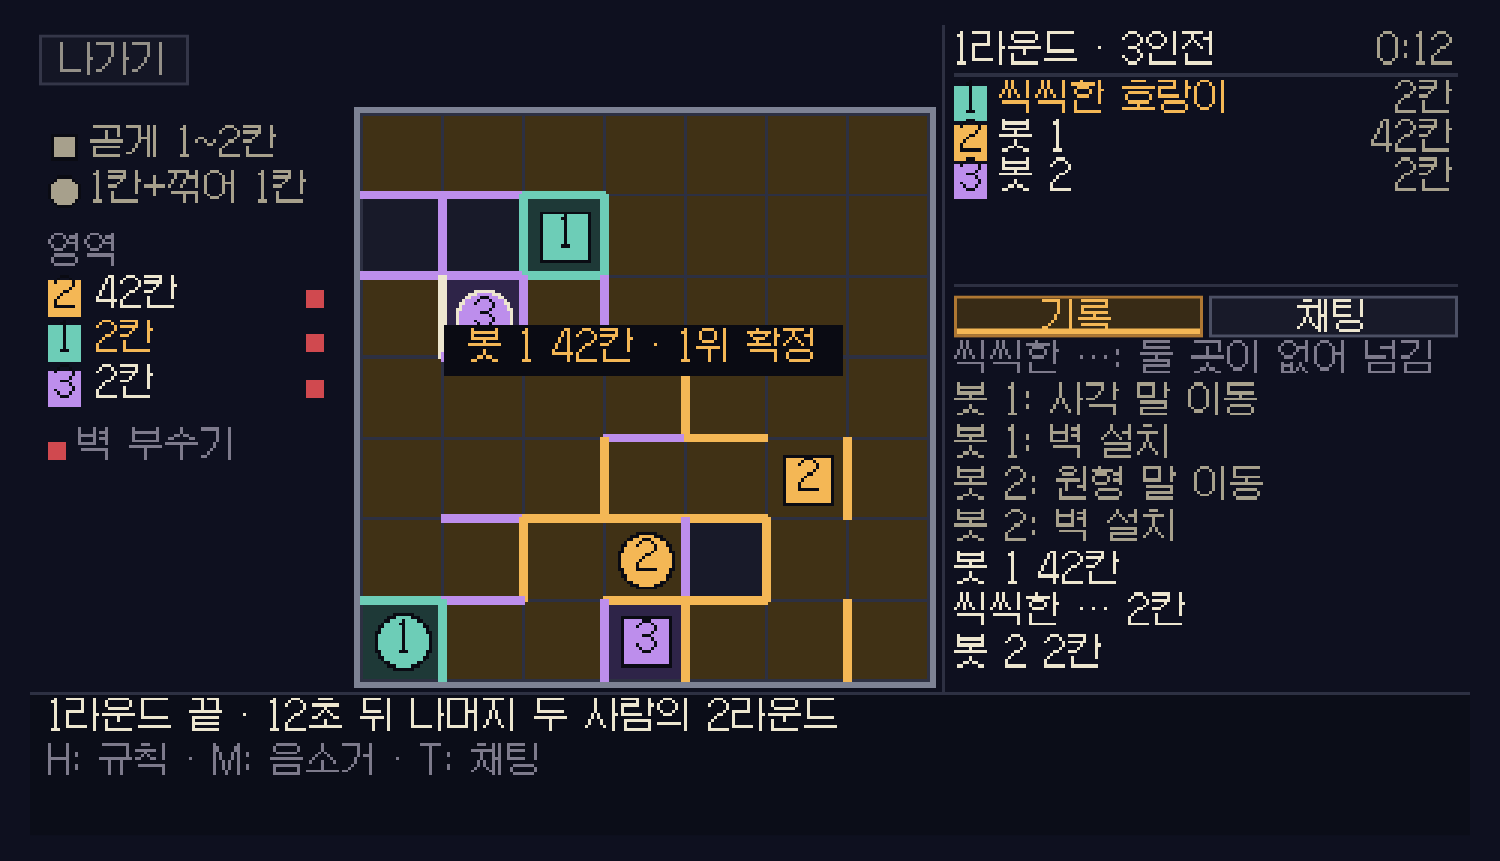 나가기
곧게 1~2칸
1칸+꺾어 1칸
영역
2 42칸
1 2칸
3 2칸
벽 부수기
1
3
봇 1 42칸 · 1위 확정
2
2
1
3
1라운드 · 3인전 0:12
1 씩씩한 호랑이 2칸
2 봇 1 42칸
3 봇 2 2칸
기록 채팅
씩씩한 …: 둘 곳이 없어 넘김
봇 1: 사각 말 이동
봇 1: 벽 설치
봇 2: 원형 말 이동
봇 2: 벽 설치
봇 1 42칸
씩씩한 … 2칸
봇 2 2칸
1라운드 끝 · 12초 뒤 나머지 두 사람의 2라운드
H: 규칙 · M: 음소거 · T: 채팅